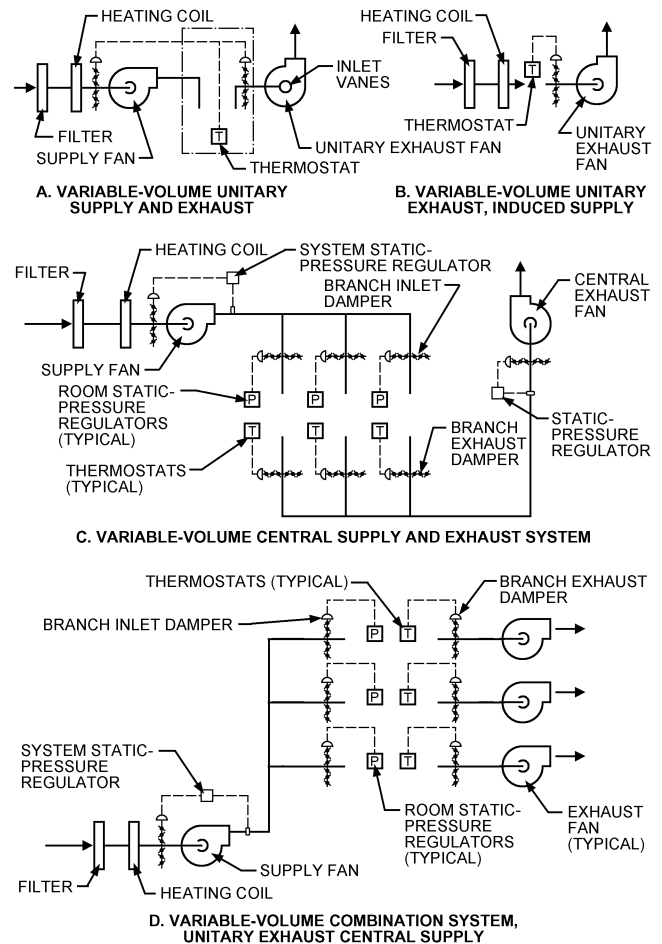 HEATING COIL
INLET
VANES
T
FILTER
SUPPLY FAN
UNITARY EXHAUST FAN
THERMOSTAT
A. VARIABLE-VOLUME UNITARY
SUPPLY AND EXHAUST
HEATING COIL
FILTER
T
THERMOSTAT
UNITARY
EXHAUST
FAN
B. VARIABLE-VOLUME UNITARY
EXHAUST, INDUCED SUPPLY
HEATING COIL
SYSTEM STATIC-
PRESSURE REGULATOR
FILTER
BRANCH INLET
DAMPER
CENTRAL
EXHAUST
FAN
SUPPLY FAN
ROOM STATIC-
PRESSURE
REGULATORS
(TYPICAL)
P P P
T T T
THERMOSTATS
(TYPICAL)
BRANCH
EXHAUST
DAMPER
STATIC-
PRESSURE
REGULATOR
C. VARIABLE-VOLUME CENTRAL SUPPLY AND EXHAUST SYSTEM
THERMOSTATS (TYPICAL)
BRANCH EXHAUST
DAMPER
BRANCH INLET DAMPER
P T
P T
P T
SYSTEM STATIC-
PRESSURE
REGULATOR
ROOM STATIC-
PRESSURE
REGULATORS
(TYPICAL)
EXHAUST
FAN
(TYPICAL)
SUPPLY FAN
FILTER
HEATING COIL
D. VARIABLE-VOLUME COMBINATION SYSTEM,
UNITARY EXHAUST CENTRAL SUPPLY